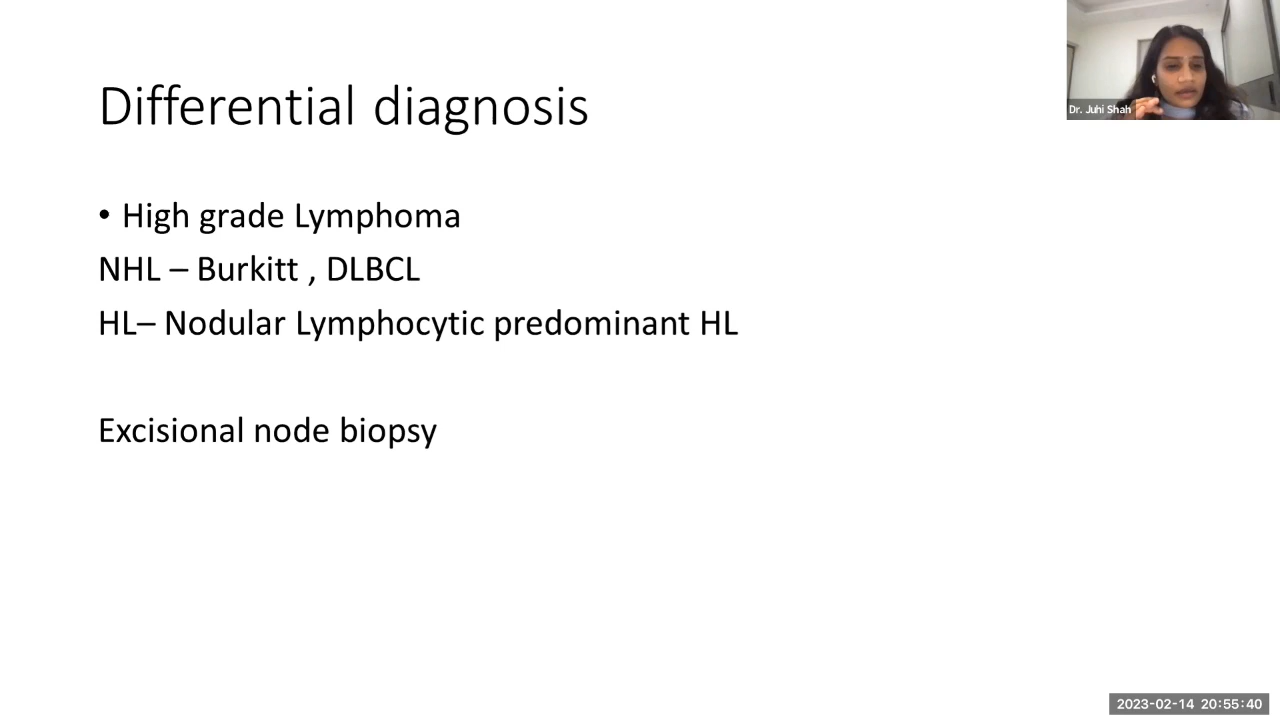 Differential diagnosis
• High grade Lymphoma
NHL – Burkitt , DLBCL
HL– Nodular Lymphocytic predominant HL
Excisional node biopsy
Dr. Juhi Shah
2023-02-14 20:55:40